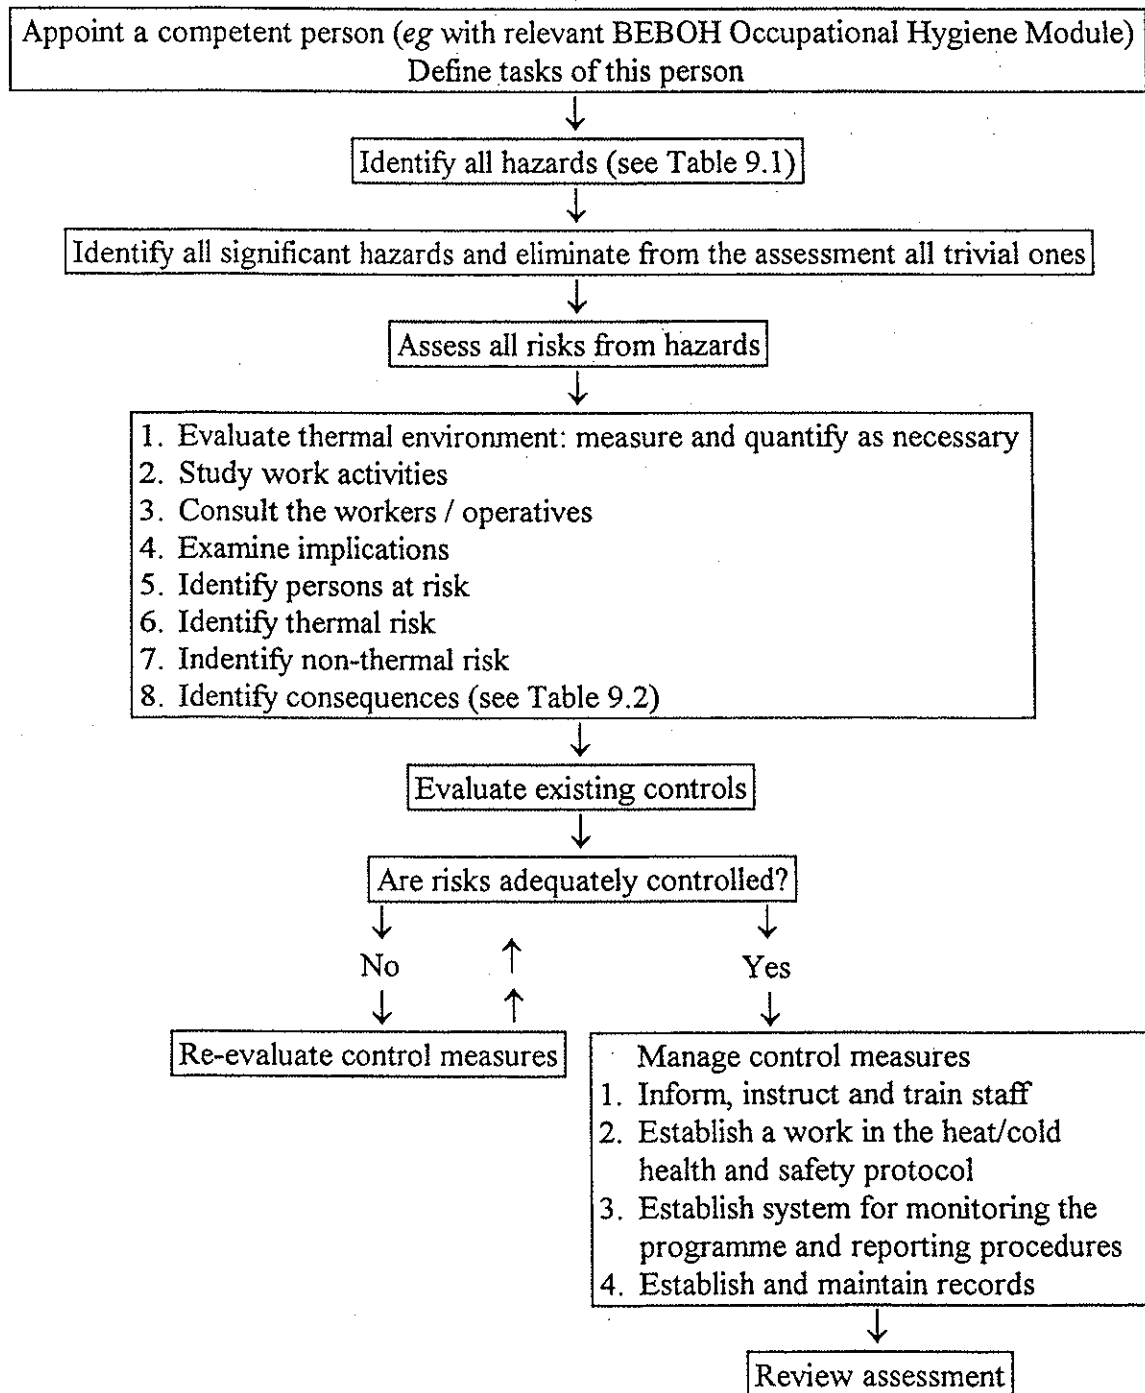 Appoint a competent person (eg with relevant BEBOH Occupational Hygiene Module)
Define tasks of this person
Identify all hazards (see Table 9.1)
Identify all significant hazards and eliminate from the assessment all trivial ones
Assess all risks from hazards
1. Evaluate thermal environment: measure and quantify as necessary
2. Study work activities
3. Consult the workers / operatives
4. Examine implications
5. Identify persons at risk
6. Identify thermal risk
7. Indentify non-thermal risk
8. Identify consequences (see Table 9.2)
Evaluate existing controls
Are risks adequately controlled?
No
Yes
Re-evaluate control measures
Manage control measures
1. Inform, instruct and train staff
2. Establish a work in the heat/cold
health and safety protocol
3. Establish system for monitoring the
programme and reporting procedures
4. Establish and maintain records
Review assessment